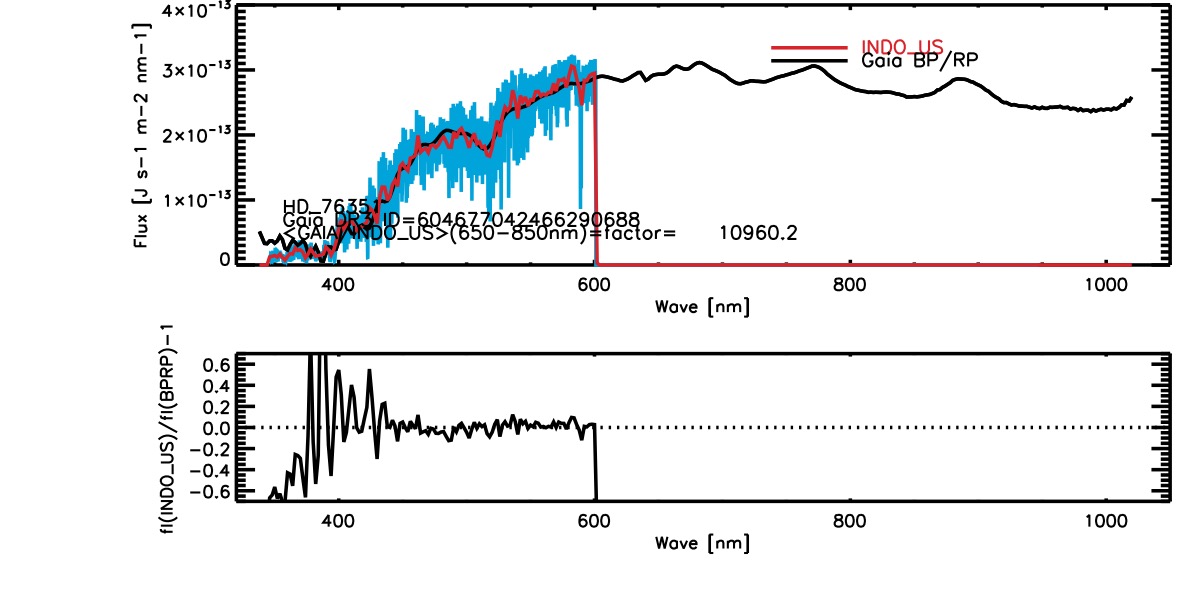 4×10−13
3×10−13
2×10−13
1×10−13
0
Flux [J s−1 m−2 nm−1]
INDO_US
Gaia BP/RP
HD_76351
Gaia DR3 ID=604677042466290688
<GAIA/INDO_US>(650−850nm)=factor= 10960.2
400 600 800 1000
Wave [nm]
fl(INDO_US)/fl(BPRP)−1
0.6
0.4
0.2
0.0
−0.2
−0.4
−0.6
400 600 800 1000
Wave [nm]